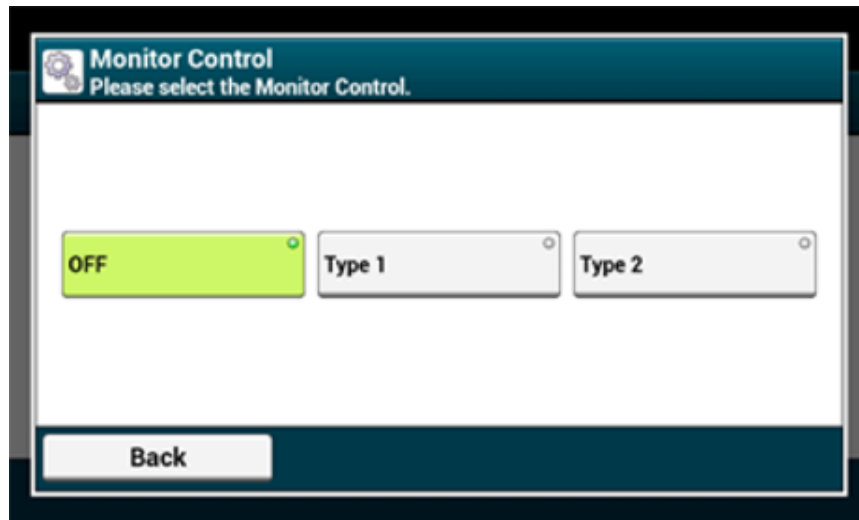 Monitor Control
Please select the Monitor Control.
OFF
Type 1
Type 2
Back